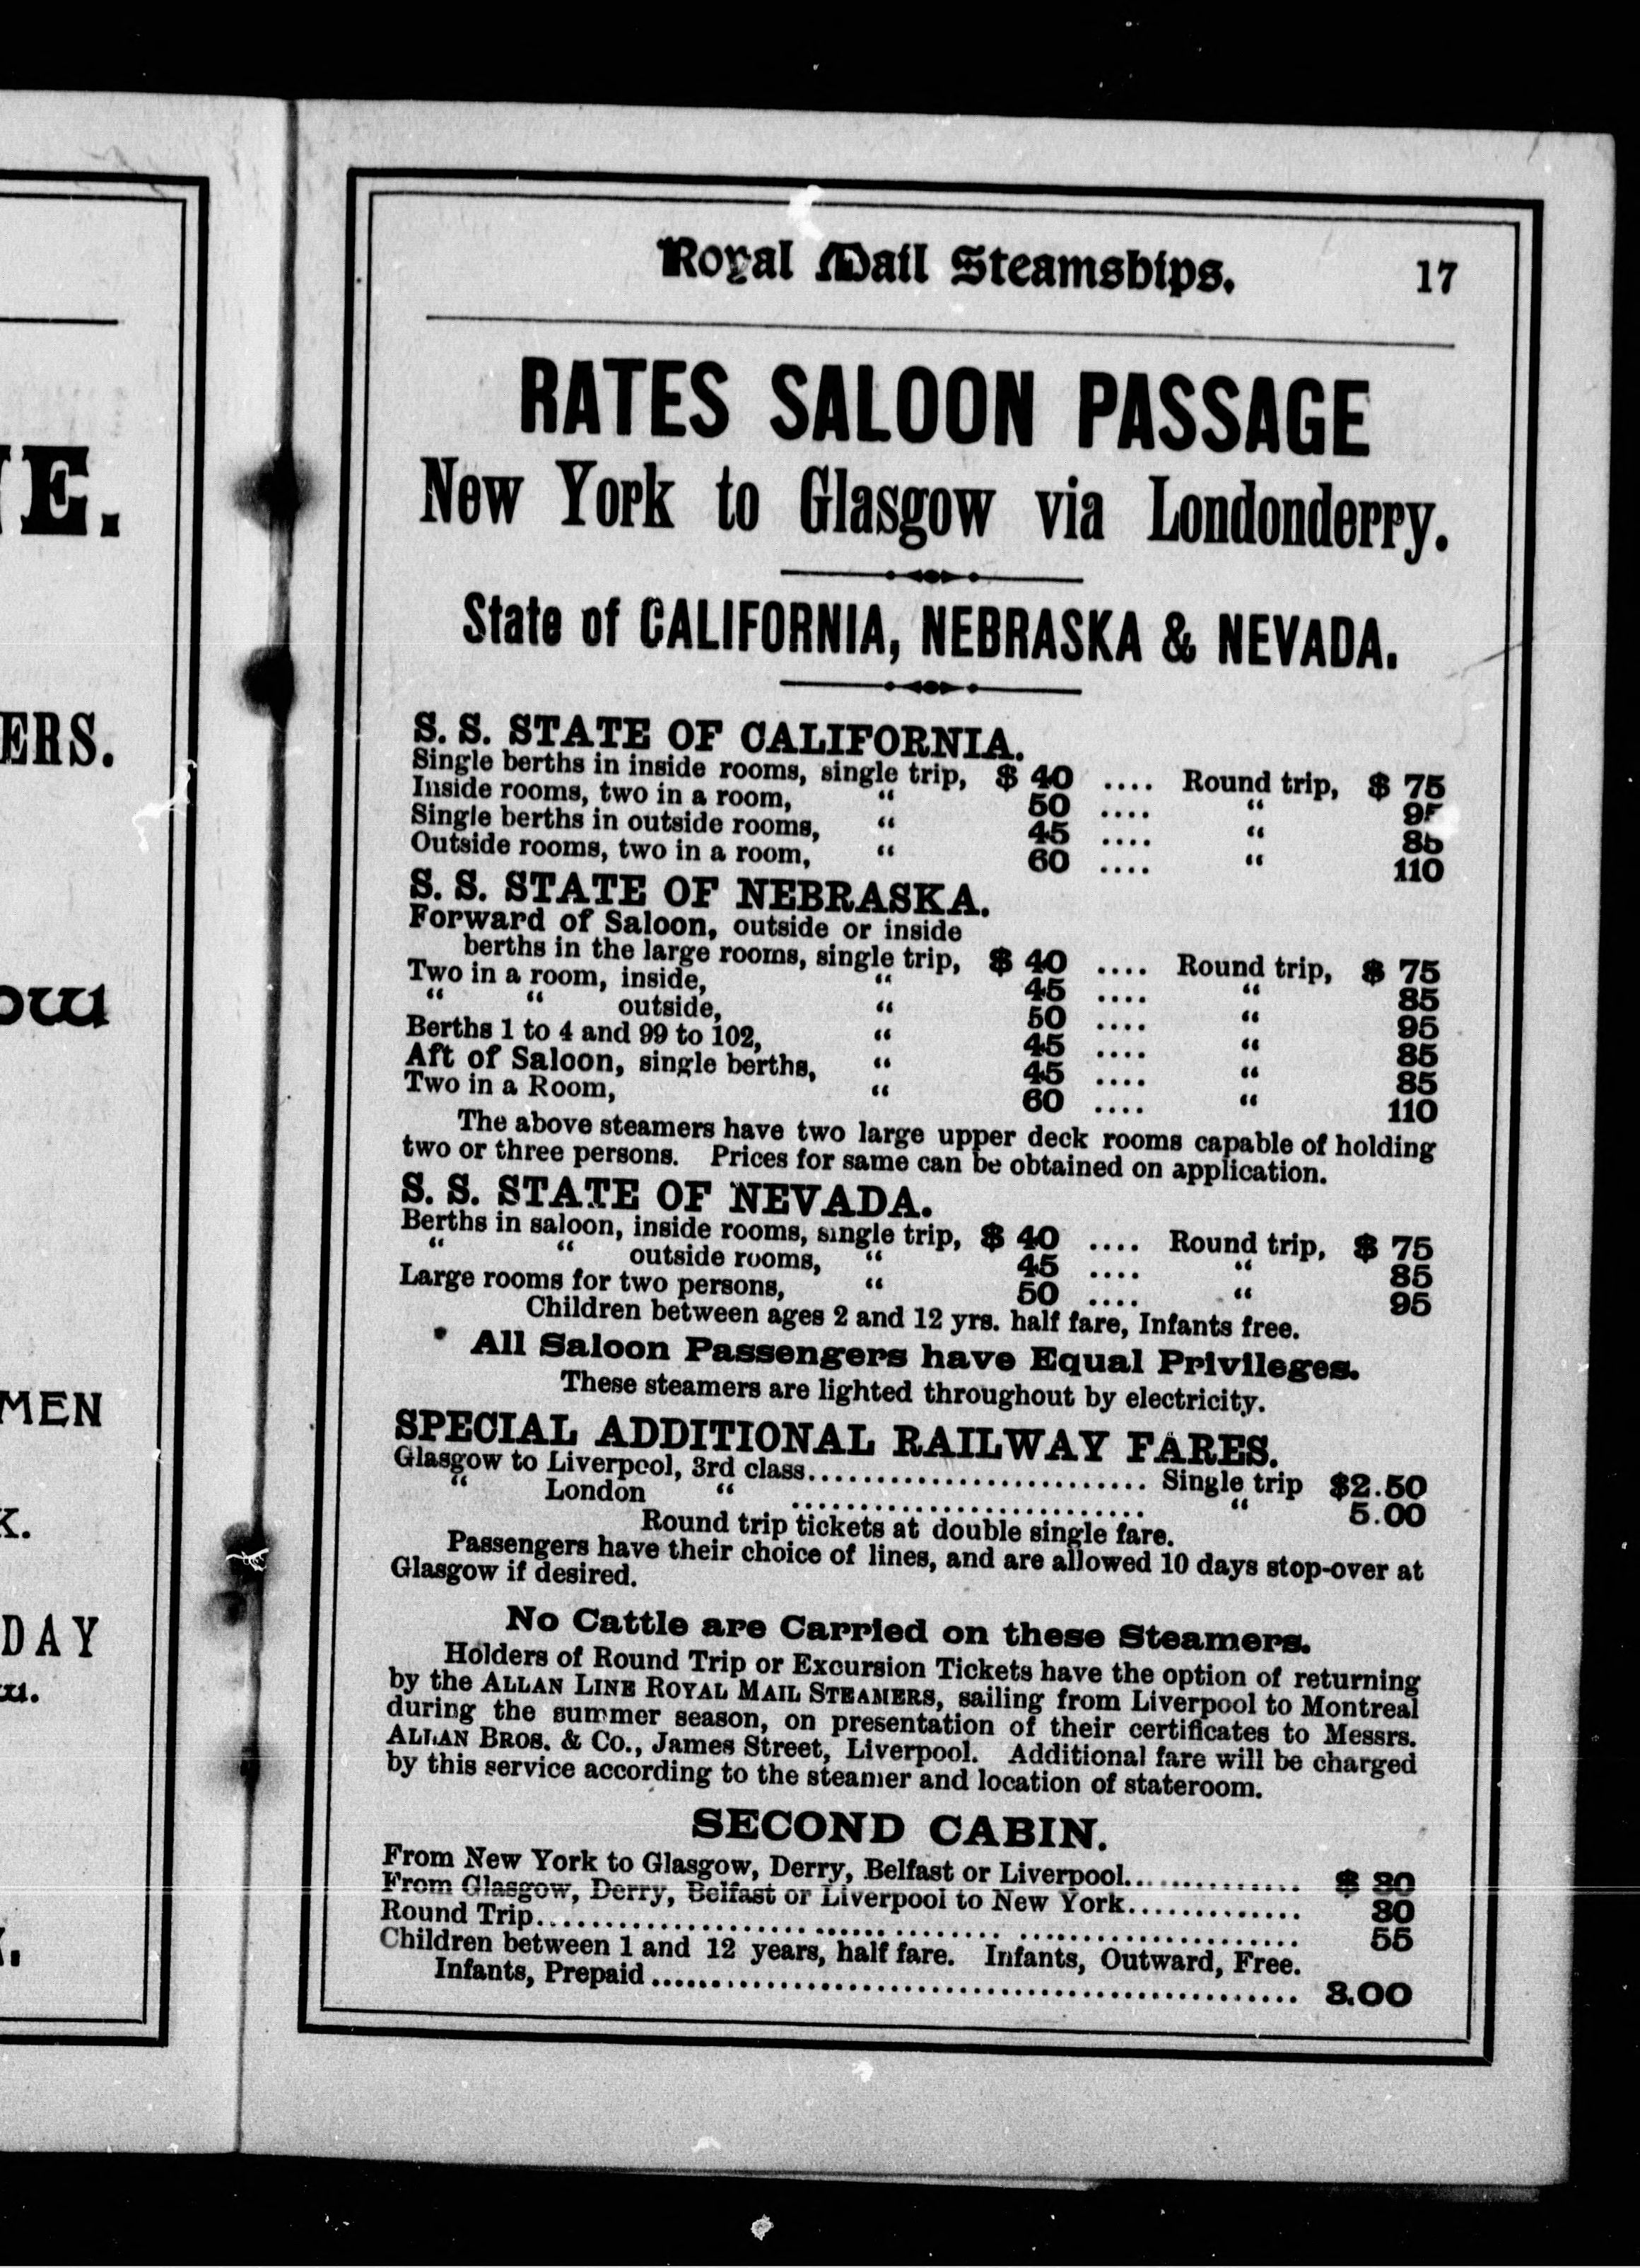 E.
ERS.
ow
MEN
K.
DAY
Royal Mail Steamships. 17
RATES SALOON PASSAGE
New York to Glasgow via Londonderry.
State of CALIFORNIA, NEBRASKA & NEVADA.
S. S. STATE OF CALIFORNIA.
Single berths in inside rooms, single trip, $ 40 .... Round trip, $ 75
Inside rooms, two in a room, “ 50 .... “ 95
Single berths in outside rooms, “ 45 .... “ 85
Outside rooms, two in a room, “ 60 .... “ 110
S. S. STATE OF NEBRASKA.
Forward of Saloon, outside or inside
berths in the large rooms, single trip, $ 40 .... Round trip, $ 75
Two in a room, inside, “ 45 .... “ 85
“ “ outside, “ 50 .... “ 95
Berths 1 to 4 and 99 to 102, “ 45 .... “ 85
Aft of Saloon, single berths, “ 45 .... “ 85
Two in a Room, “ 60 .... “ 110
The above steamers have two large upper deck rooms capable of holding
two or three persons. Prices for same can be obtained on application.
S. S. STATE OF NEVADA.
Berths in saloon, inside rooms, single trip, $ 40 .... Round trip, $ 75
“ “ outside rooms, “ 45 .... “ 85
Large rooms for two persons, “ 50 .... “ 95
Children between ages 2 and 12 yrs. half fare, Infants free.
All Saloon Passengers have Equal Privileges.
These steamers are lighted throughout by electricity.
SPECIAL ADDITIONAL RAILWAY FARES.
Glasgow to Liverpool, 3rd class......................... Single trip $2.50
“ London “ .......................... “ 5.00
Round trip tickets at double single fare.
Passengers have their choice of lines, and are allowed 10 days stop-over at
Glasgow if desired.
No Cattle are Carried on these Steamers.
Holders of Round Trip or Excursion Tickets have the option of returning
by the ALLAN LINE ROYAL MAIL STEAMERS, sailing from Liverpool to Montreal
during the summer season, on presentation of their certificates to Messrs.
ALLAN BROS. & CO., James Street, Liverpool. Additional fare will be charged
by this service according to the steamer and location of stateroom.
SECOND CABIN.
From New York to Glasgow, Derry, Belfast or Liverpool.............. $ 30
From Glasgow, Derry, Belfast or Liverpool to New York............. 30
Round Trip........................................................ 55
Children between 1 and 12 years, half fare. Infants, Outward, Free.
Infants, Prepaid................................................ 3.00